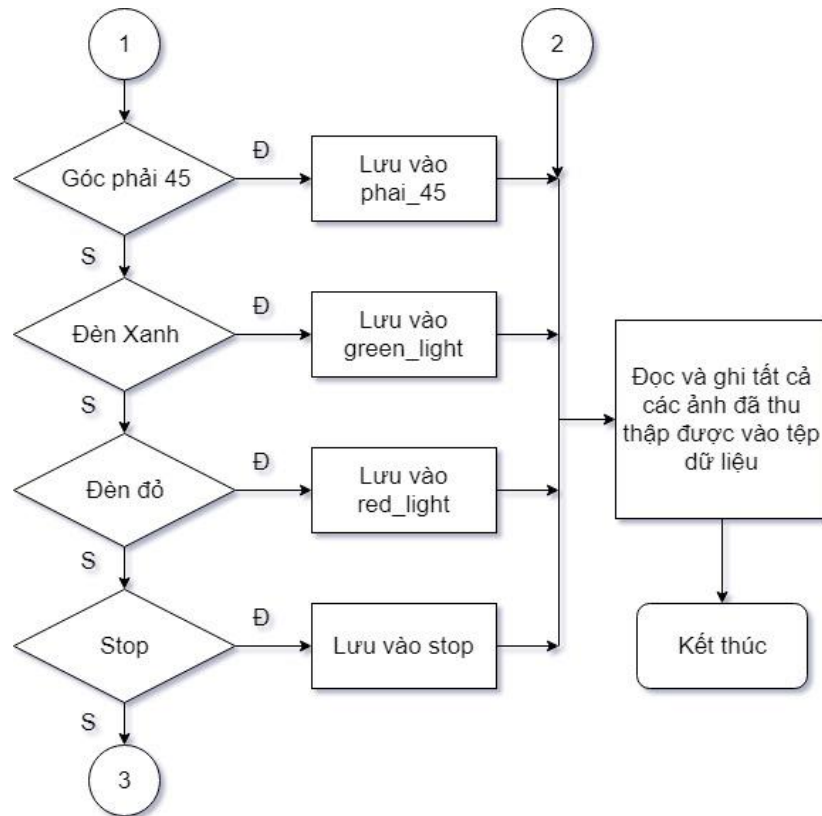 1
2
Góc phải 45
Đ
Lưu vào
phai_45
S
Đèn Xanh
Đ
Lưu vào
green_light
S
Đọc và ghi tất cả
các ảnh đã thu
thập được vào tệp
dữ liệu
Đèn đỏ
Đ
Lưu vào
red_light
S
Stop
Đ
Lưu vào stop
Kết thúc
S
3